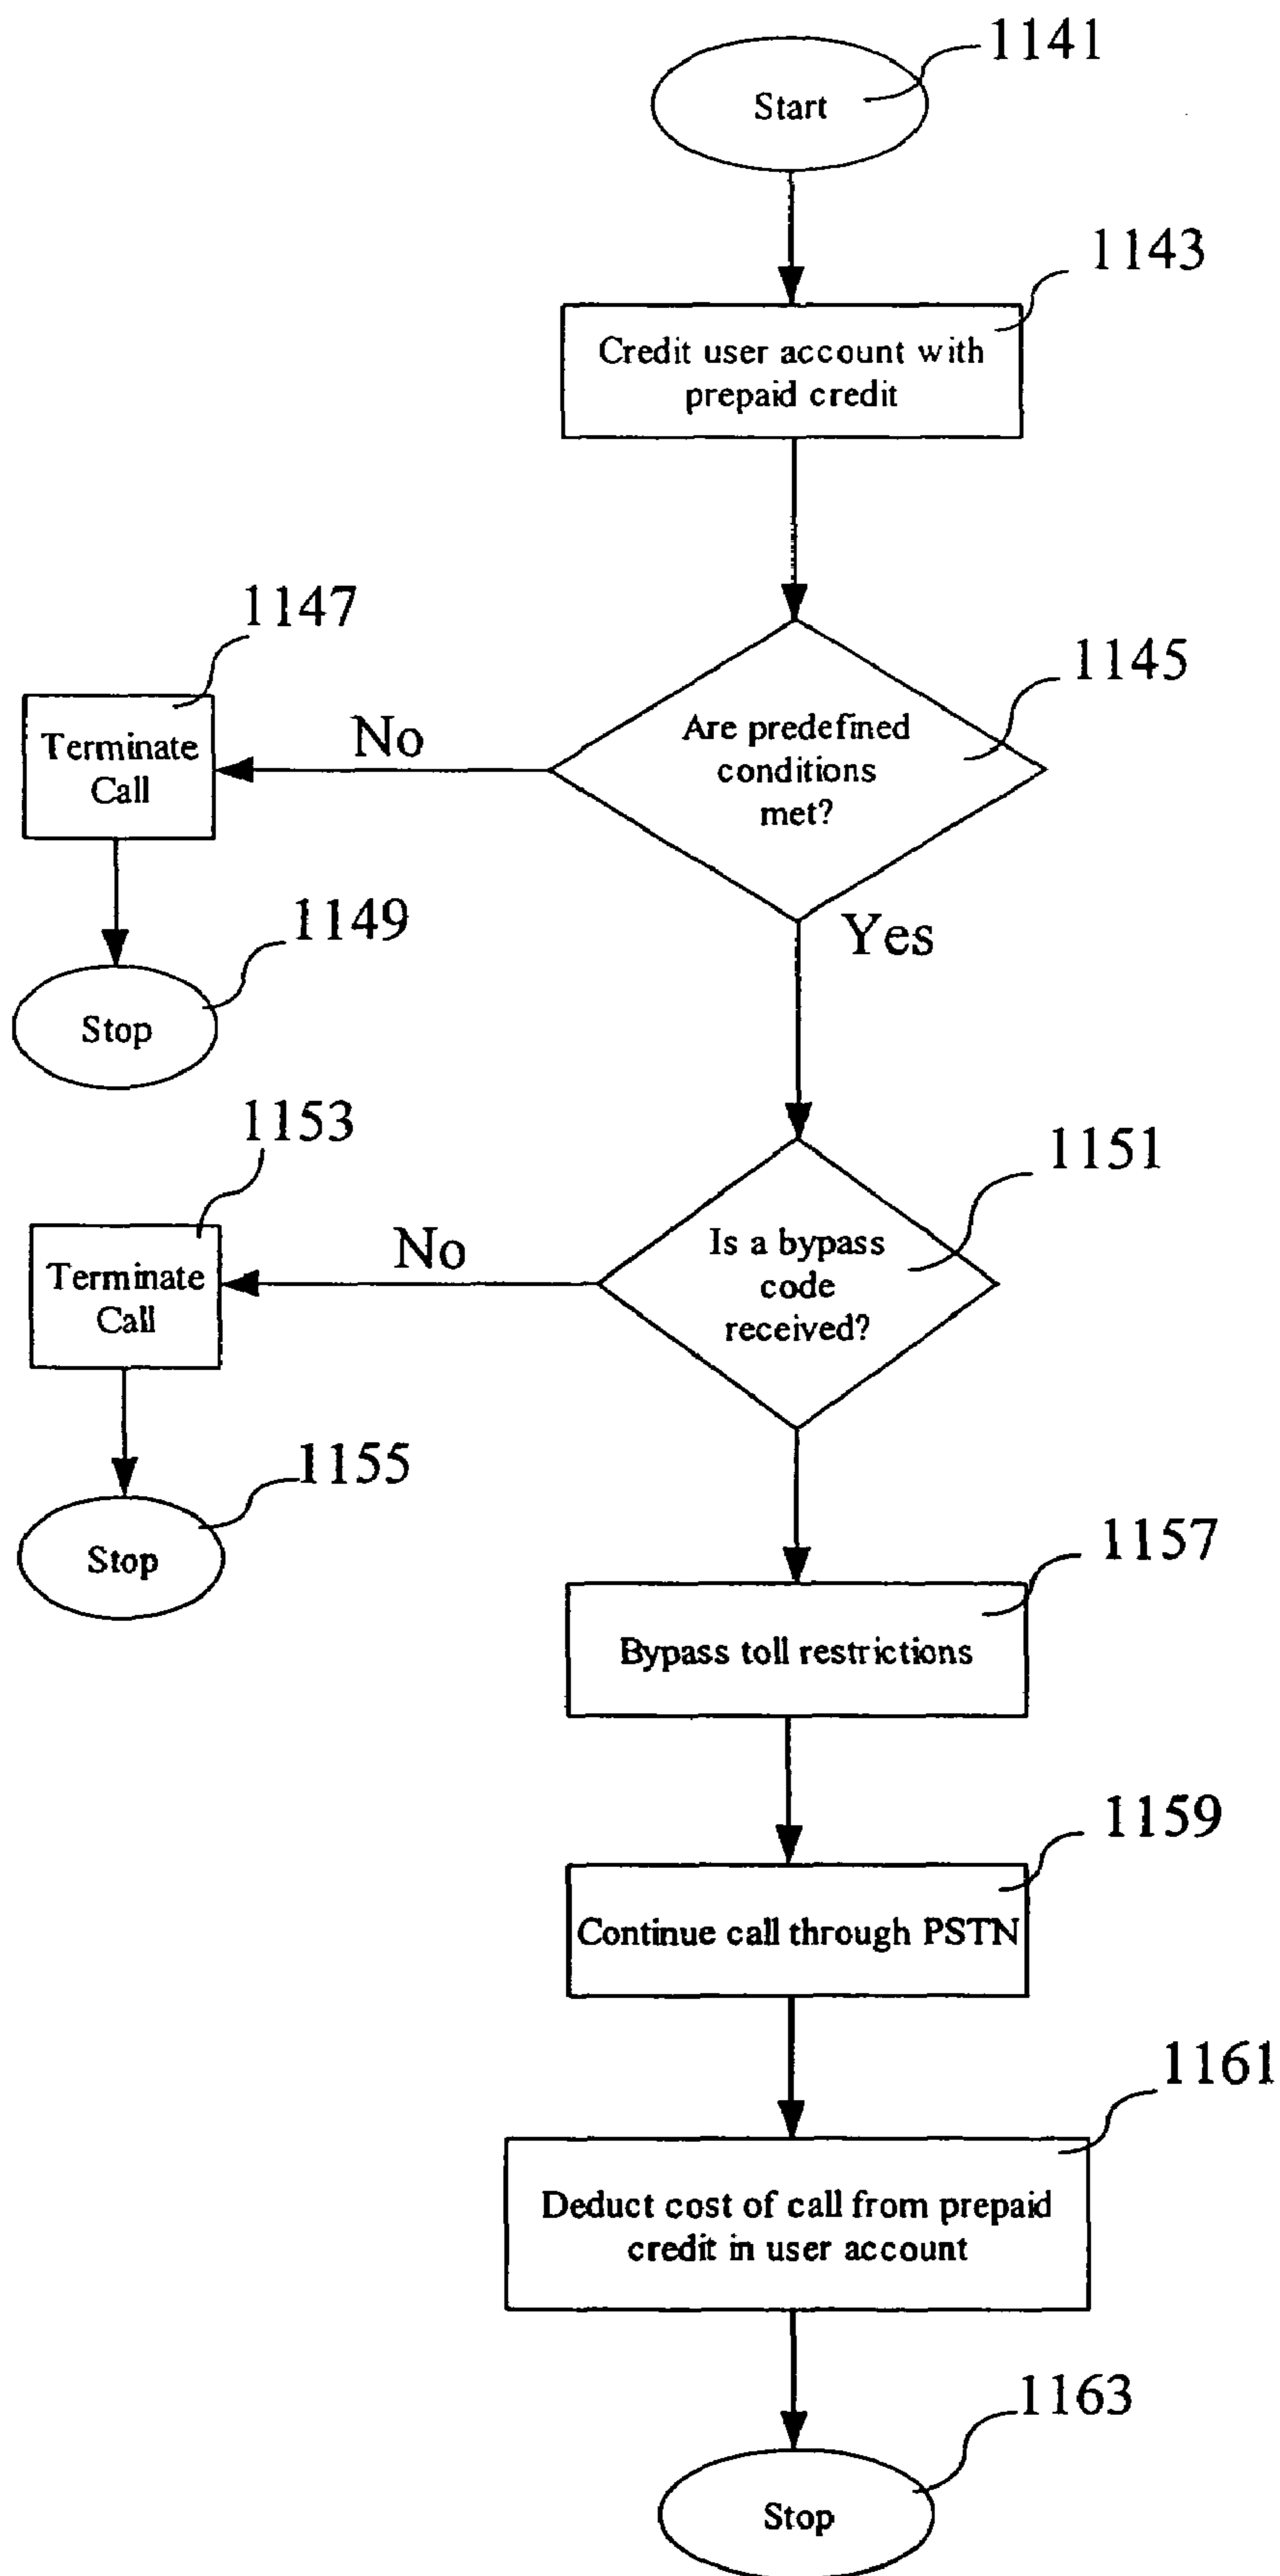 1141
Start
1143
Credit user account with
prepaid credit
1147
1145
Terminate
Call
No
Are predefined
conditions
met?
1149
Yes
Stop
1153
1151
Terminate
Call
No
Is a bypass
code
received?
1155
Stop
1157
Bypass toll restrictions
1159
Continue call through PSTN
1161
Deduct cost of call from prepaid
credit in user account
1163
Stop